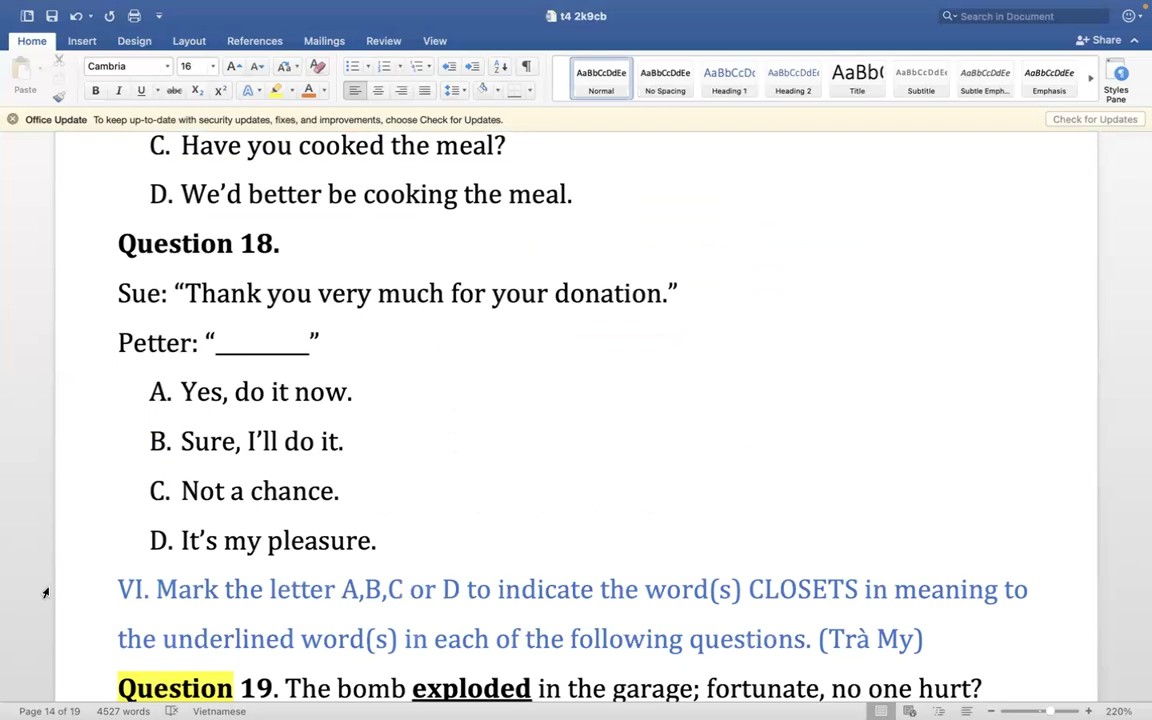 t4 2k9cb
Search in Document
Home Insert Design Layout References Mailings Review View
Share
Paste
Cambria 16
AaBbCcDdEe AaBbCcDdEe AaBbCcDc AaBbCcDdEe AaBb( AaBbCcDdEe AaBbCcDdEe AaBbCcDdEe
Normal No Spacing Heading 1 Heading 2 Title Subtitle Subtle Emph... Emphasis
Styles
Pane
Office Update To keep up-to-date with security updates, fixes, and improvements, choose Check for Updates.
Check for Updates
C. Have you cooked the meal?
D. We’d better be cooking the meal.
Question 18.
Sue: “Thank you very much for your donation.”
Petter: “________”
A. Yes, do it now.
B. Sure, I’ll do it.
C. Not a chance.
D. It’s my pleasure.
VI. Mark the letter A,B,C or D to indicate the word(s) CLOSETS in meaning to
the underlined word(s) in each of the following questions. (Trà My)
Question 19. The bomb exploded in the garage; fortunate, no one hurt?
Page 14 of 19 4527 words Vietnamese 220%